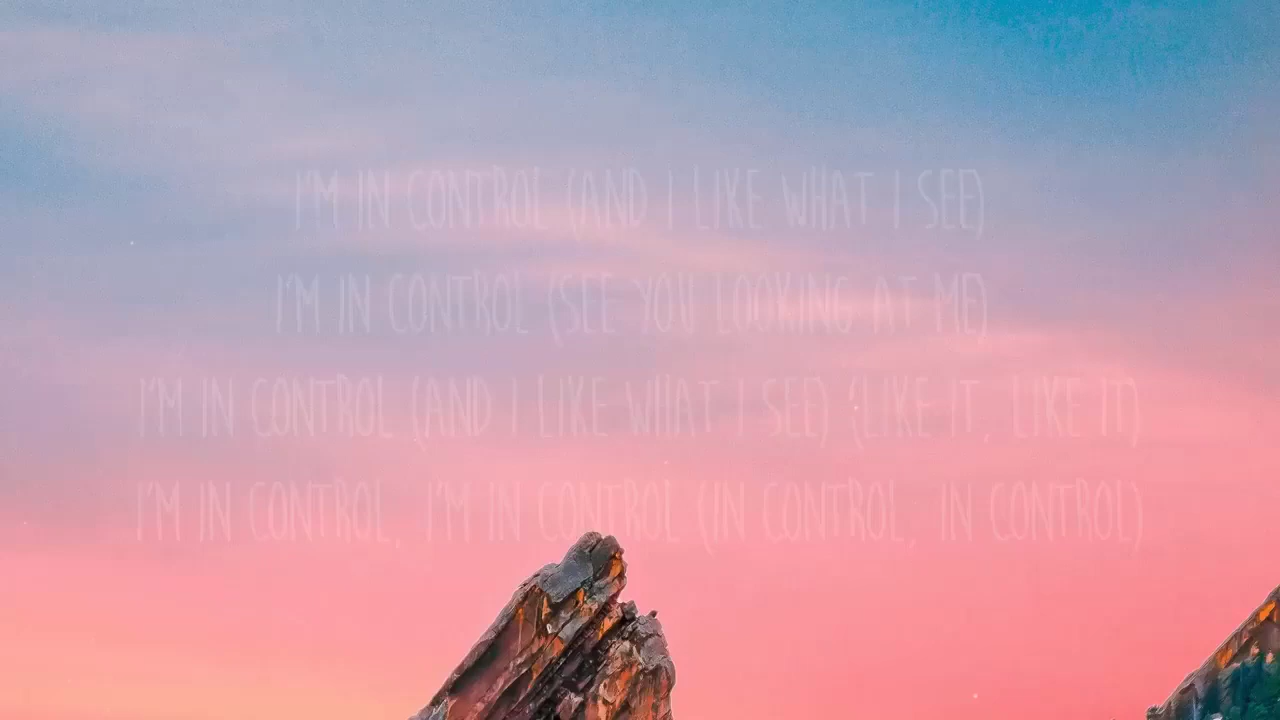 I'M IN CONTROL (AND I LIKE WHAT I SEE)
I'M IN CONTROL (SEE YOU LOOKING AT ME)
I'M IN CONTROL (AND I LIKE WHAT I SEE) (LIKE IT, LIKE IT)
I'M IN CONTROL, I'M IN CONTROL (IN CONTROL, IN CONTROL)